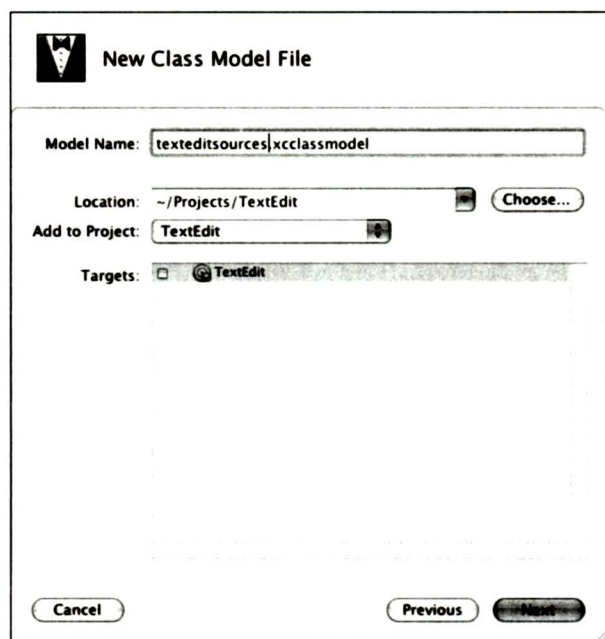 New Class Model File
Model Name: texteditsources.xcclassmodel
Location: ~/Projects/TextEdit Choose...
Add to Project: TextEdit
Targets: TextEdit
Cancel Previous Next